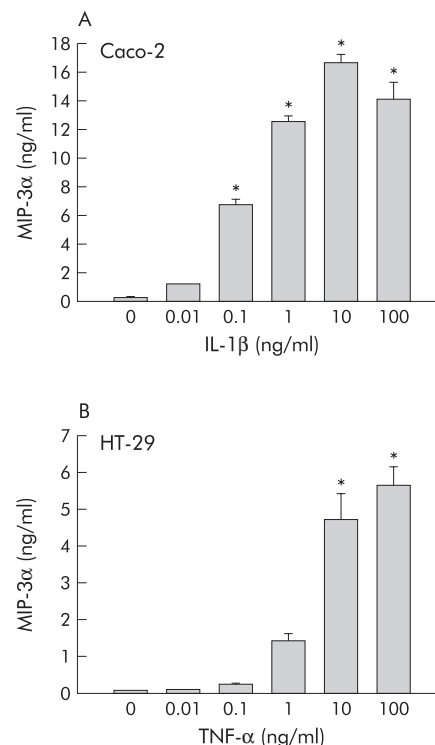 A
Caco-2
MIP-3α (ng/ml)
18
16
14
12
10
8
6
4
2
0
*
*
*
*
0 0.01 0.1 1 10 100
IL-1β (ng/ml)
B
HT-29
MIP-3α (ng/ml)
7
6
5
4
3
2
1
0
*
*
0 0.01 0.1 1 10 100
TNF-α (ng/ml)